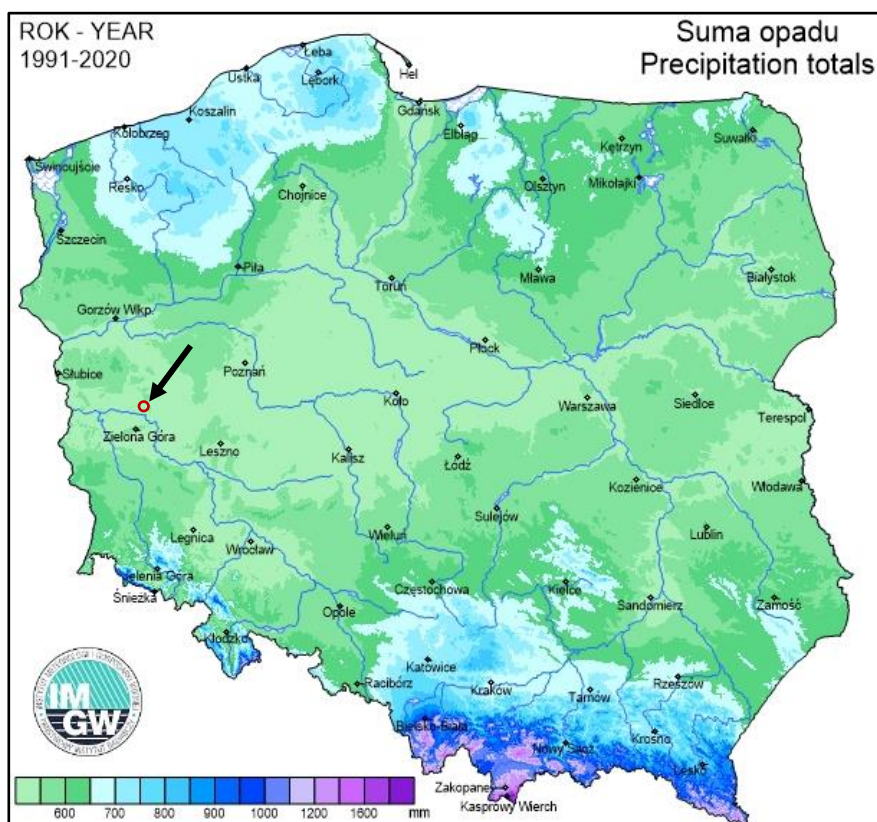 ROK - YEAR
1991-2020
Suma opadu
Precipitation totals
Łeba
Hel
Ustka
Lębork
Gdańsk
Koszalin
Kołobrzeg
Elbląg
Suwałki
Kętrzyn
Świnoujście
Resko
Chojnice
Olsztyn
Mikołajki
Szczecin
Piła
Toruń
Mława
Białystok
Gorzów Wlkp.
Płock
Słubice
Poznań
Koło
Warszawa
Siedlce
Terespol
Zielona Góra
Leszno
Kalisz
Łódź
Kozienice
Włodawa
Sulejów
Legnica
Wrocław
Wieluń
Lublin
Jelenia Góra
Śnieżka
Częstochowa
Kielce
Opole
Sandomierz
Zamość
Kłodzko
Katowice
Racibórz
Kraków
Tarnów
Rzeszów
Bielsko-Biała
Nowy Sącz
Krosno
Lesko
Zakopane
Kasprowy Wierch
IM
GW
600 700 800 900 1000 1200 1600 mm